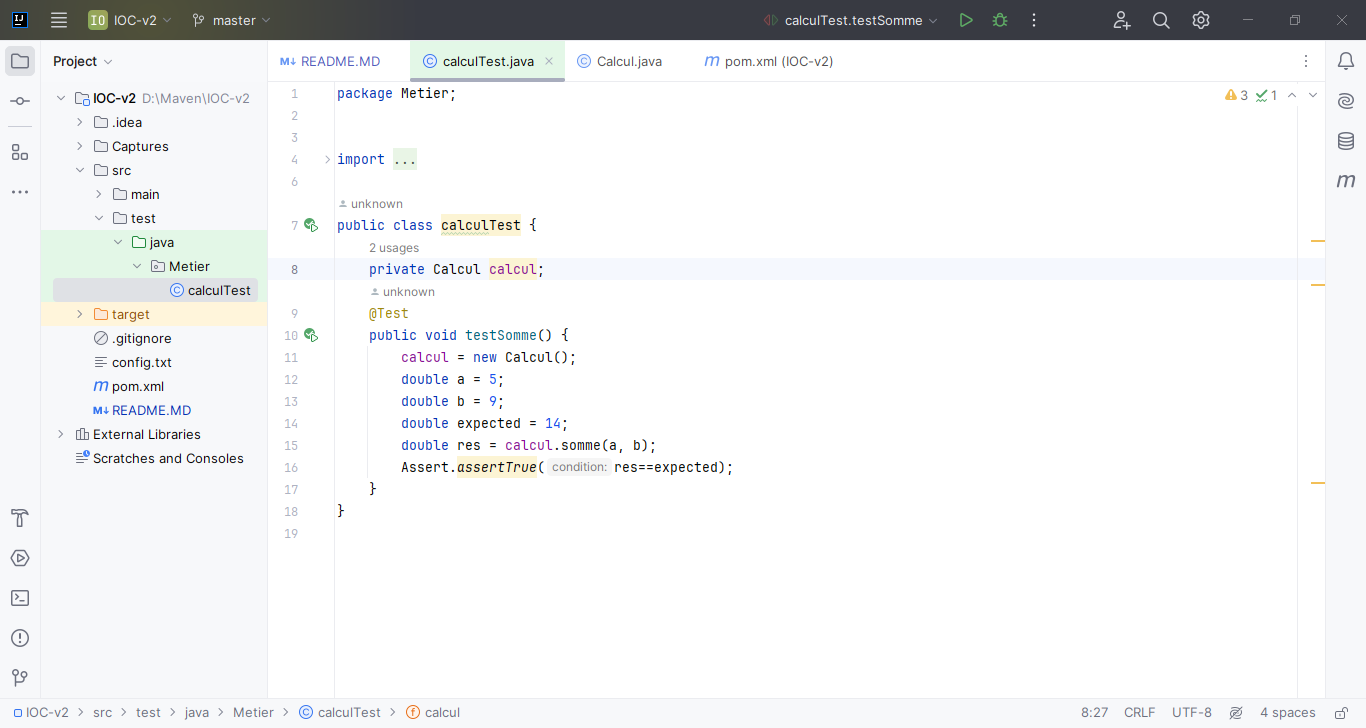 IO IOC-v2 master calculTest.testSomme
Project
README.MD calculTest.java Calcul.java pom.xml (IOC-v2)
IOC-v2 D:\Maven\IOC-v2
.idea
Captures
src
main
test
java
Metier
calculTest
target
.gitignore
config.txt
pom.xml
README.MD
External Libraries
Scratches and Consoles
3 1
1 package Metier;
2
3
4 import ...
6
unknown
7 public class calculTest {
2 usages
8 private Calcul calcul;
unknown
9 @Test
10 public void testSomme() {
11 calcul = new Calcul();
12 double a = 5;
13 double b = 9;
14 double expected = 14;
15 double res = calcul.somme(a, b);
16 Assert.assertTrue( condition: res==expected);
17 }
18 }
19
IOC-v2 > src > test > java > Metier > calculTest > calcul
8:27 CRLF UTF-8 4 spaces